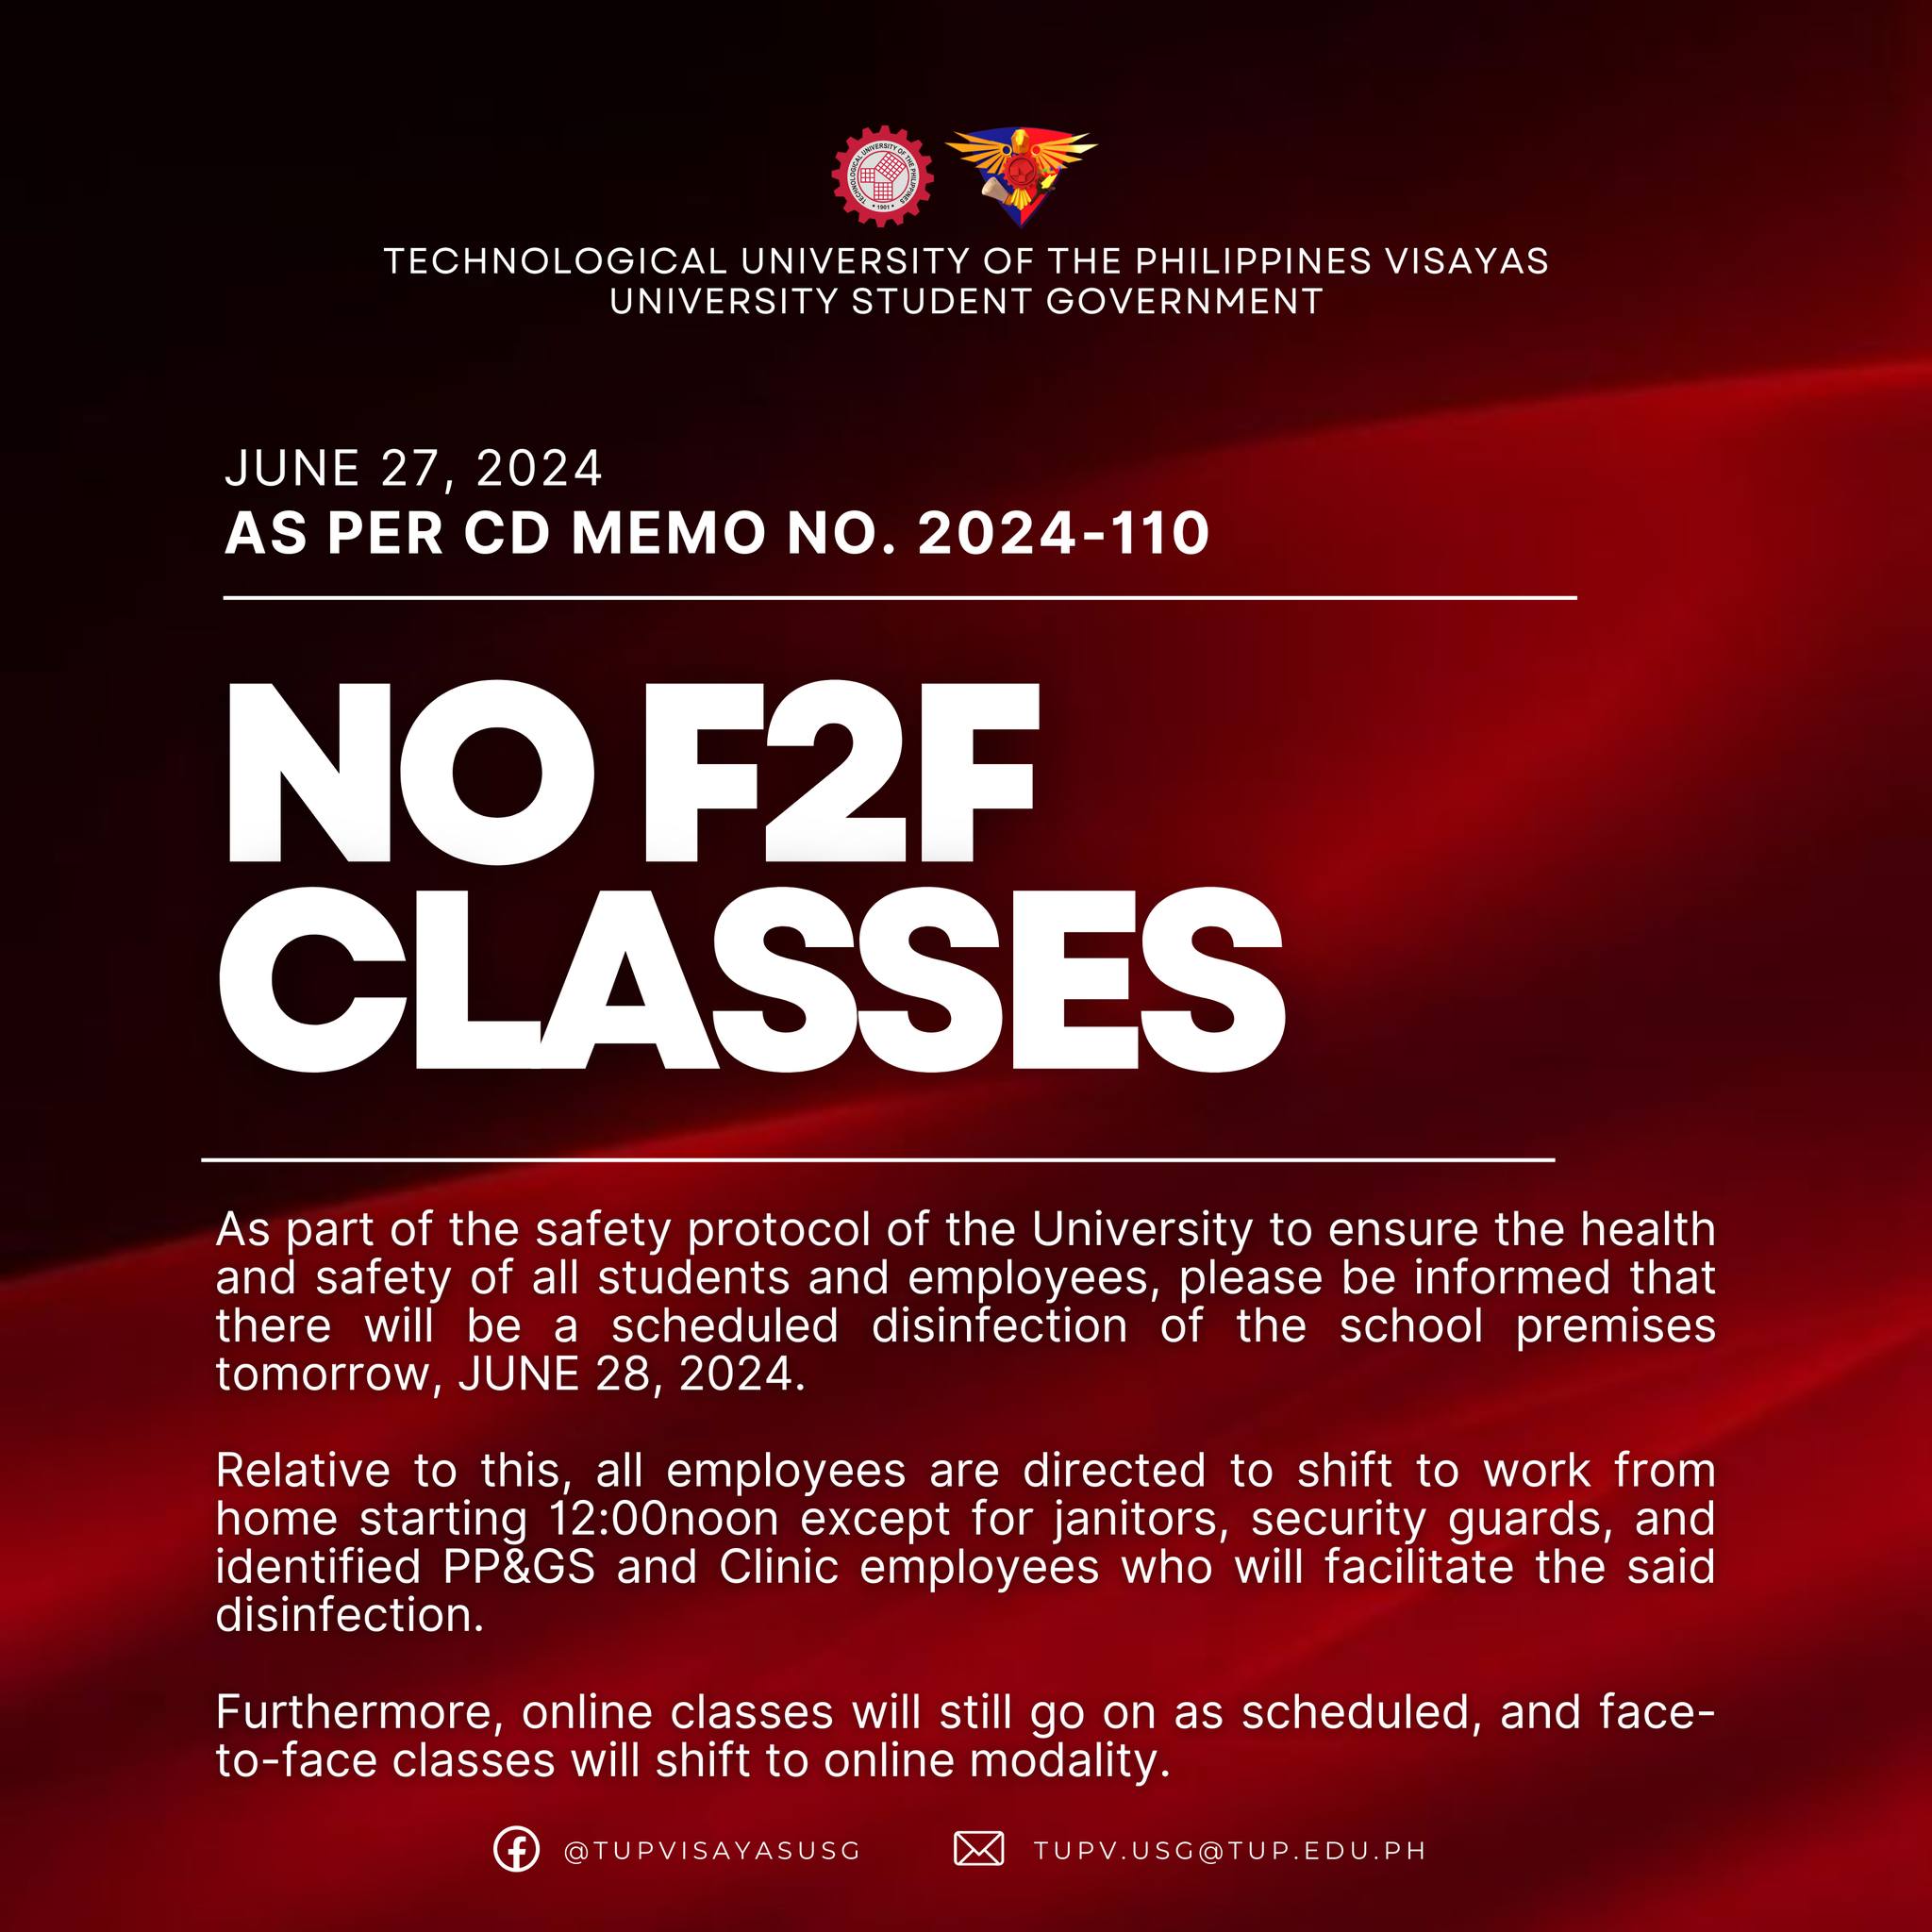 TECHNOLOGICAL UNIVERSITY OF THE PHILIPPINES
• 1901 •
TECHNOLOGICAL UNIVERSITY OF THE PHILIPPINES VISAYAS
UNIVERSITY STUDENT GOVERNMENT
JUNE 27, 2024
AS PER CD MEMO NO. 2024-110
NO F2F
CLASSES
As part of the safety protocol of the University to ensure the health
and safety of all students and employees, please be informed that
there will be a scheduled disinfection of the school premises
tomorrow, JUNE 28, 2024.
Relative to this, all employees are directed to shift to work from
home starting 12:00noon except for janitors, security guards, and
identified PP&GS and Clinic employees who will facilitate the said
disinfection.
Furthermore, online classes will still go on as scheduled, and face-
to-face classes will shift to online modality.
@TUPVISAYASUSG
TUPV.USG@TUP.EDU.PH